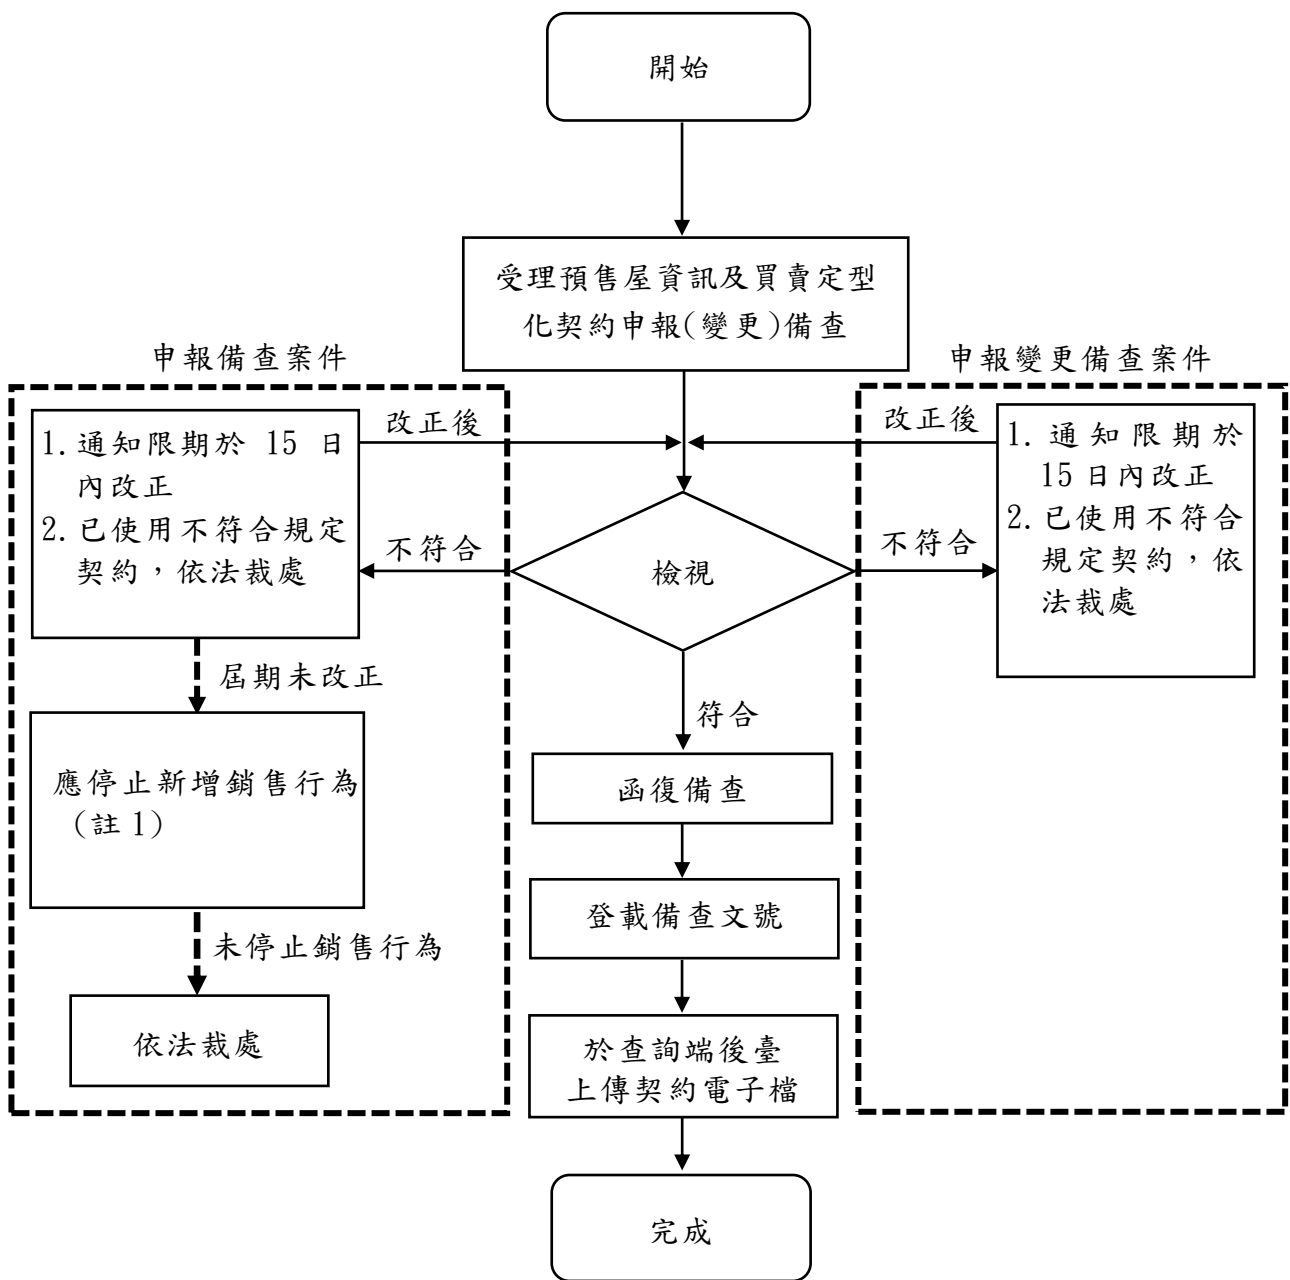 開始
受理預售屋資訊及買賣定型
化契約申報(變更)備查
申報備查案件
申報變更備查案件
1. 通知限期於 15 日
內改正
2. 已使用不符合規定
契約，依法裁處
改正後
不符合
檢視
改正後
不符合
1. 通知限期於
15 日內改正
2. 已使用不符合
規定契約，依
法裁處
屆期未改正
符合
應停止新增銷售行為
(註 1)
函復備查
未停止銷售行為
登載備查文號
依法裁處
於查詢端後臺
上傳契約電子檔
完成